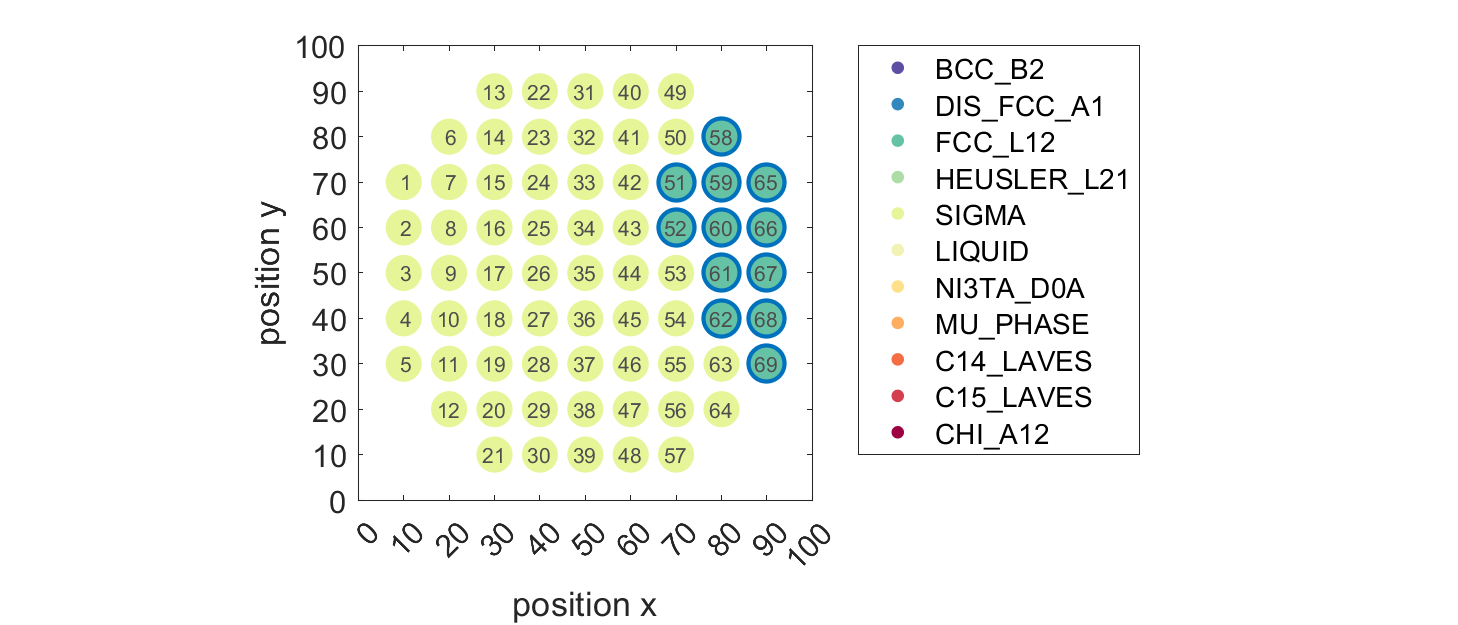 100
90 13 22 31 40 49
80 6 14 23 32 41 50 58
70 1 7 15 24 33 42 51 59 65
60 2 8 16 25 34 43 52 60 66
50 3 9 17 26 35 44 53 61 67
40 4 10 18 27 36 45 54 62 68
30 5 11 19 28 37 46 55 63 69
20 12 20 29 38 47 56 64
10 21 30 39 48 57
0
0 10 20 30 40 50 60 70 80 90 100
position x
position y
BCC_B2
DIS_FCC_A1
FCC_L12
HEUSLER_L21
SIGMA
LIQUID
NI3TA_D0A
MU_PHASE
C14_LAVES
C15_LAVES
CHI_A12